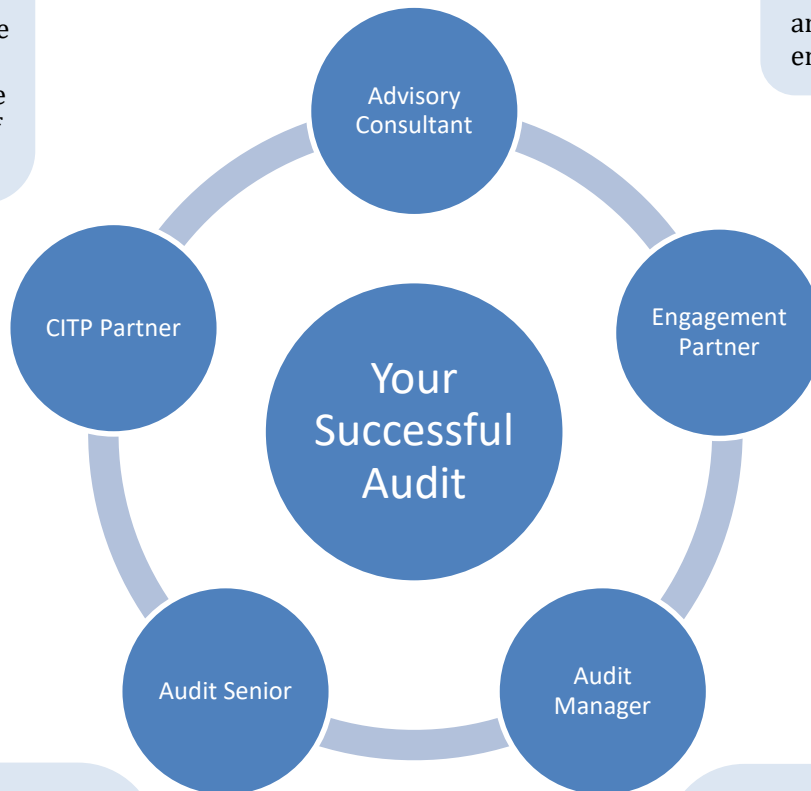 Advisory
Consultant
CITP Partner
Engagement
Partner
Your
Successful
Audit
Audit Senior
Audit
Manager